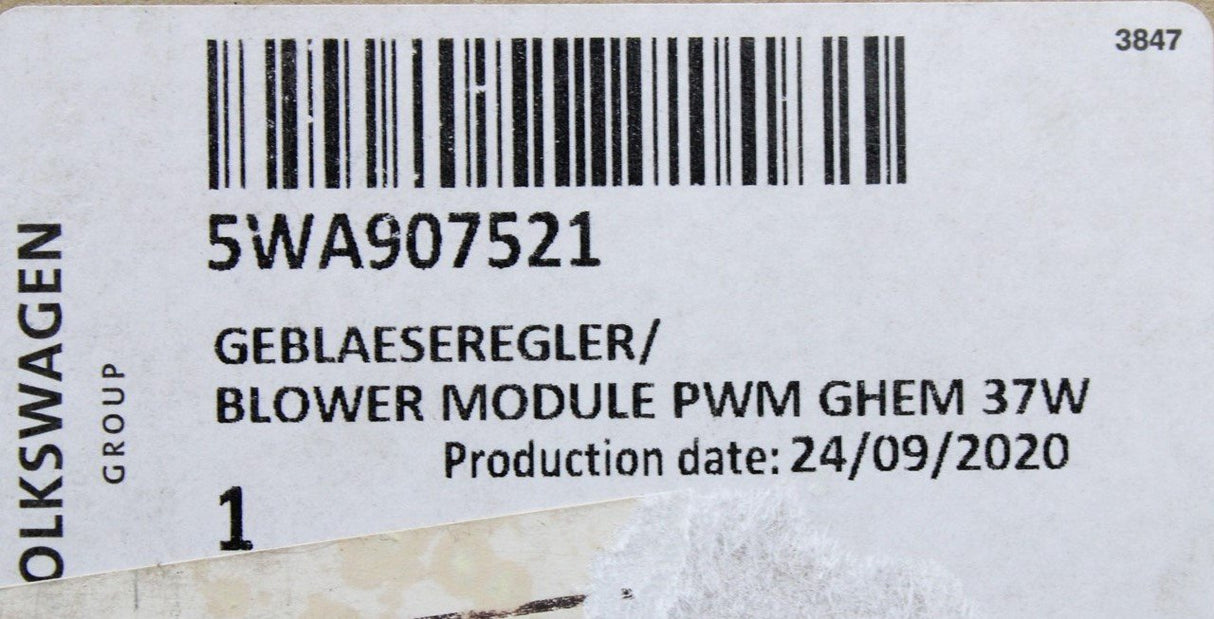 3847
5WA907521
GEBLAESEREGLER/
BLOWER MODULE PWM GHEM 37W
Production date: 24/09/2020
1
OLKSWAGEN
GROUP